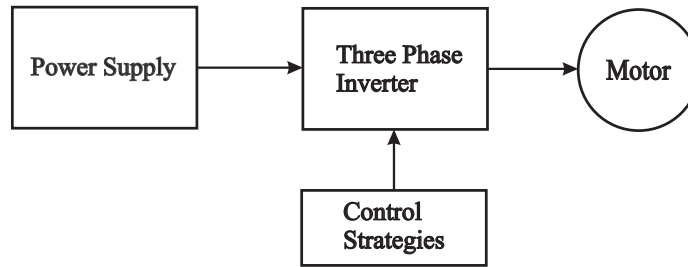 Power Supply
Three Phase
Inverter
Motor
Control
Strategies